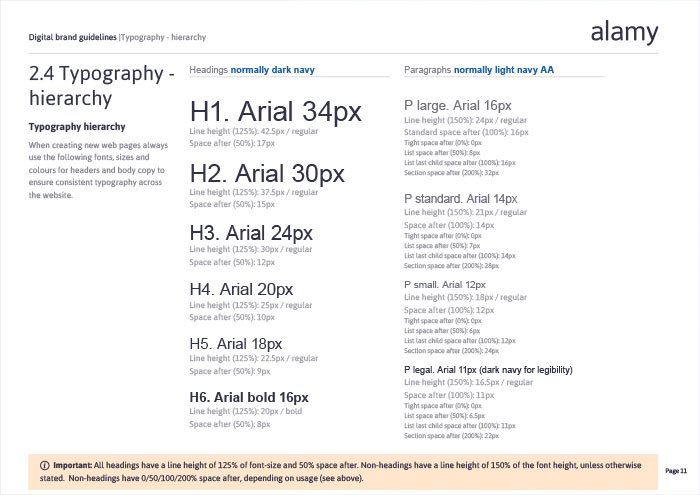 Digital brand guidelines |Typography - hierarchy
alamy
2.4 Typography -
hierarchy
Typography hierarchy
When creating new web pages always
use the following fonts, sizes and
colours for headers and body copy to
ensure consistent typography across
the website.
Headings normally dark navy
H1. Arial 34px
Line height (125%): 42.5px / regular
Space after (50%): 17px
H2. Arial 30px
Line height (125%): 37.5px / regular
Space after (50%): 15px
H3. Arial 24px
Line height (125%): 30px / regular
Space after (50%): 12px
H4. Arial 20px
Line height (125%): 25px / regular
Space after (50%): 10px
H5. Arial 18px
Line height (125%): 22.5px / regular
Space after (50%): 9px
H6. Arial bold 16px
Line height (125%): 20px / bold
Space after (50%): 8px
Paragraphs normally light navy AA
P large. Arial 16px
Line height (150%): 24px / regular
Standard space after (100%): 16px
Tight space after (0%): 0px
List space (50%): 8px
List last child space after (100%): 16px
Section space after (200%): 32px
P standard. Arial 14px
Line height (150%): 21px / regular
Space after (100%): 14px
Tight space after (0%): 0px
List space (50%): 7px
List last child space after (100%): 14px
Section space after (200%): 28px
P small. Arial 12px
Line height (150%): 18px / regular
Space after (100%): 12px
Tight space after (0%): 0px
List space (50%): 6px
List last child space after (100%): 12px
Section space after (200%): 24px
P legal. Arial 11px (dark navy for legibility)
Line height (150%): 16.5px / regular
Space after (100%): 11px
Tight space after (0%): 0px
List space (50%): 6.5px
List last child space after (100%): 11px
Section space after (200%): 22px
Important: All headings have a line height of 125% of font-size and 50% space after. Non-headings have a line height of 150% of the font height, unless otherwise
stated. Non-headings have 0/50/100/200% space after, depending on usage (see above).
Page 11